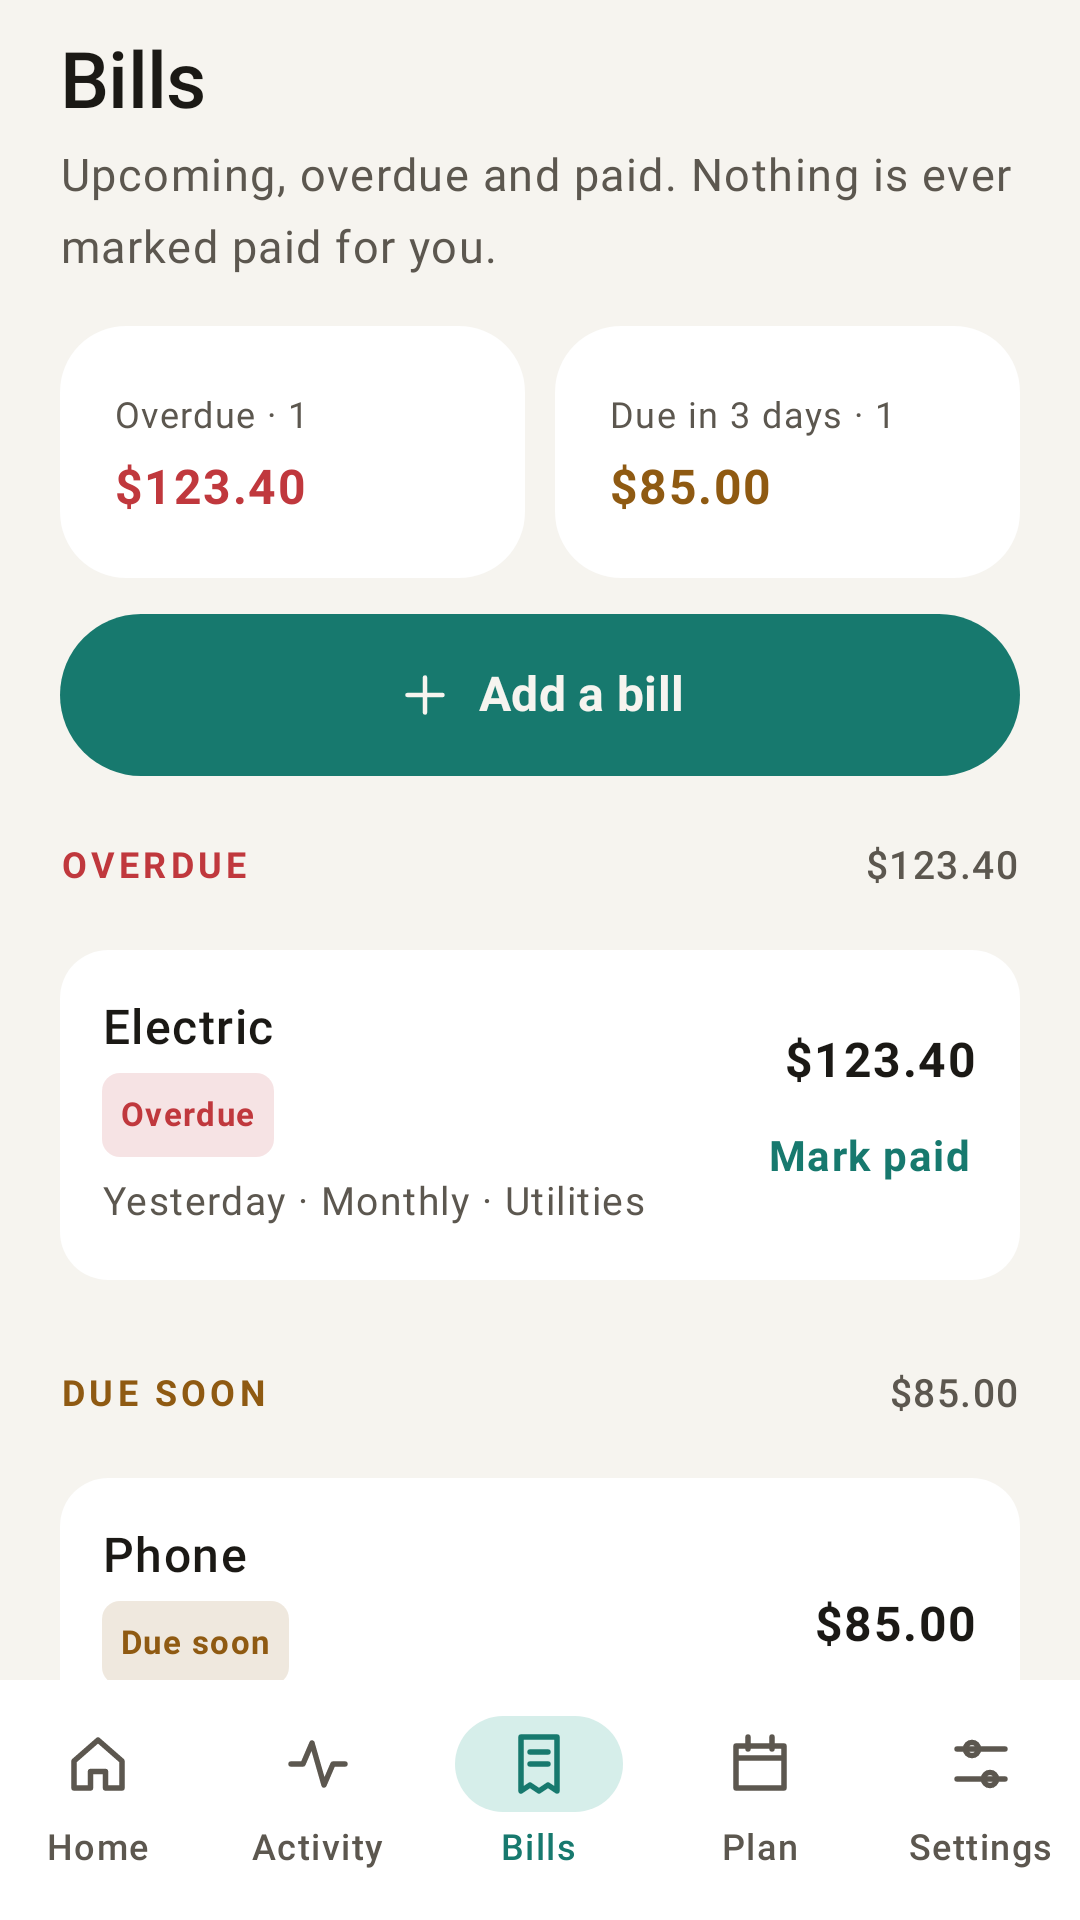 Bills
Upcoming, overdue and paid. Nothing is ever
marked paid for you.
Overdue · 1
$123.40
Due in 3 days · 1
$85.00
Add a bill
OVERDUE
$123.40
Electric
Overdue
Yesterday · Monthly · Utilities
$123.40
Mark paid
DUE SOON
$85.00
Phone
Due soon
$85.00
Home
Activity
Bills
Plan
Settings